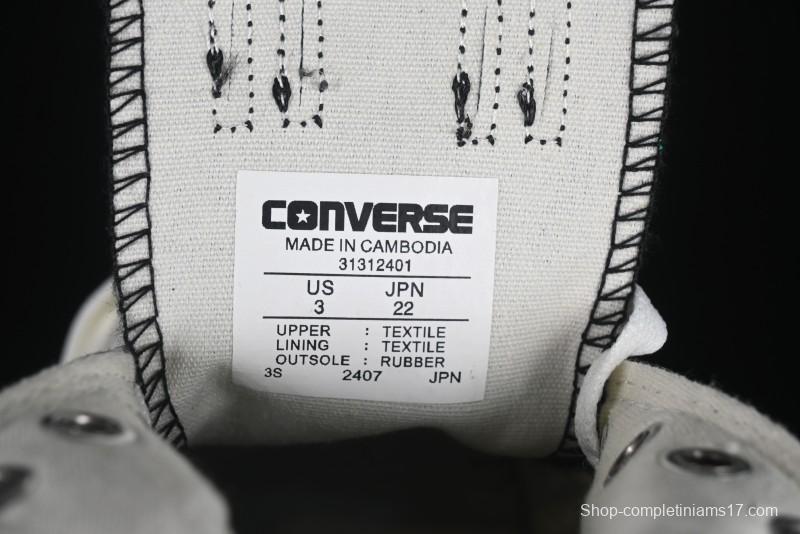 CONVERSE
MADE IN CAMBODIA
31312401
US JPN
3 22
UPPER : TEXTILE
LINING : TEXTILE
OUTSOLE : RUBBER
3S 2407 JPN
Shop-completiniams17.com